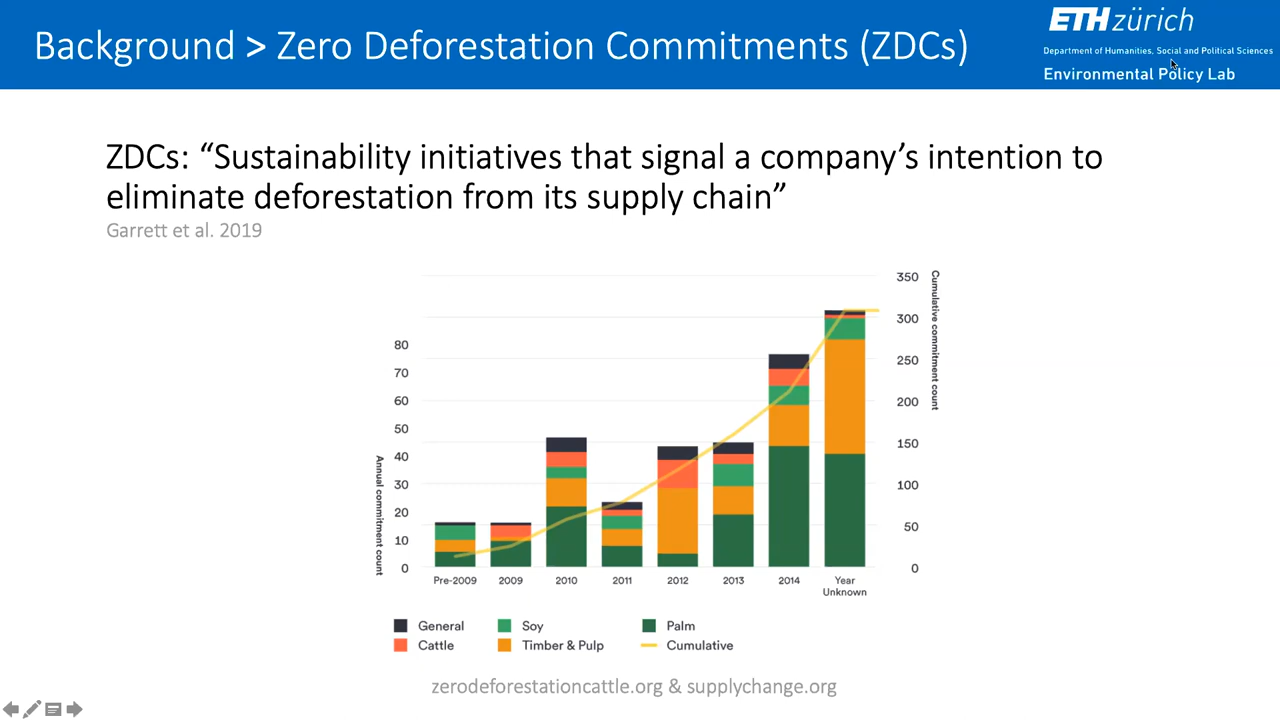 Background > Zero Deforestation Commitments (ZDCs)
ETH zürich
Department of Humanities, Social and Political Sciences
Environmental Policy Lab
ZDCs: “Sustainability initiatives that signal a company’s intention to
eliminate deforestation from its supply chain”
Garrett et al. 2019
Annual commitment count
80
70
60
50
40
30
20
10
0
350
300
250
200
150
100
50
0
Cumulative commitment count
Pre-2009 2009 2010 2011 2012 2013 2014 Year
Unknown
General Soy Palm
Cattle Timber & Pulp Cumulative
zerodeforestationcattle.org & supplychange.org